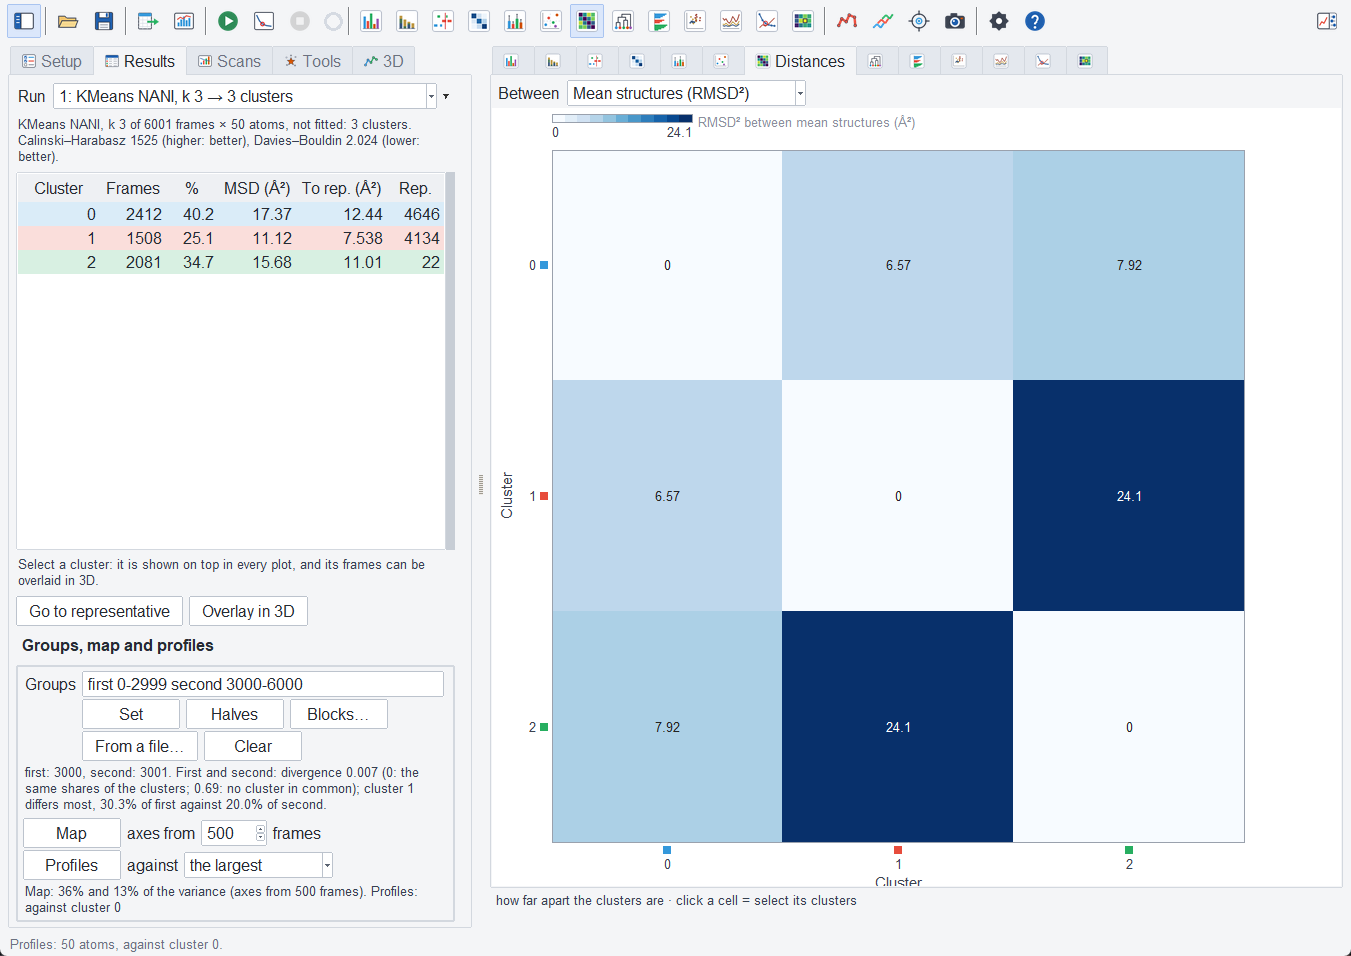 Setup
Results
Scans
Tools
3D
Distances
Run
1: KMeans NANI, k 3 → 3 clusters
KMeans NANI, k 3 of 6001 frames × 50 atoms, not fitted: 3 clusters.
Calinski–Harabasz 1525 (higher: better), Davies–Bouldin 2.024 (lower:
better).
Cluster Frames % MSD (Å²) To rep. (Å²) Rep.
0 2412 40.2 17.37 12.44 4646
1 1508 25.1 11.12 7.538 4134
2 2081 34.7 15.68 11.01 22
Select a cluster: it is shown on top in every plot, and its frames can be
overlaid in 3D.
Go to representative
Overlay in 3D
Groups, map and profiles
Groups
first 0-2999 second 3000-6000
Set
Halves
Blocks...
From a file...
Clear
first: 3000, second: 3001. First and second: divergence 0.007 (0: the
same shares of the clusters; 0.69: no cluster in common); cluster 1
differs most, 30.3% of first against 20.0% of second.
Map
axes from
500
frames
Profiles
against
the largest
Map: 36% and 13% of the variance (axes from 500 frames). Profiles:
against cluster 0
Profiles: 50 atoms, against cluster 0.
Between
Mean structures (RMSD²)
0
24.1
RMSD² between mean structures (Å²)
0
0
6.57
7.92
Cluster
1
6.57
0
24.1
2
7.92
24.1
0
0
1
2
Cluster
how far apart the clusters are · click a cell = select its clusters